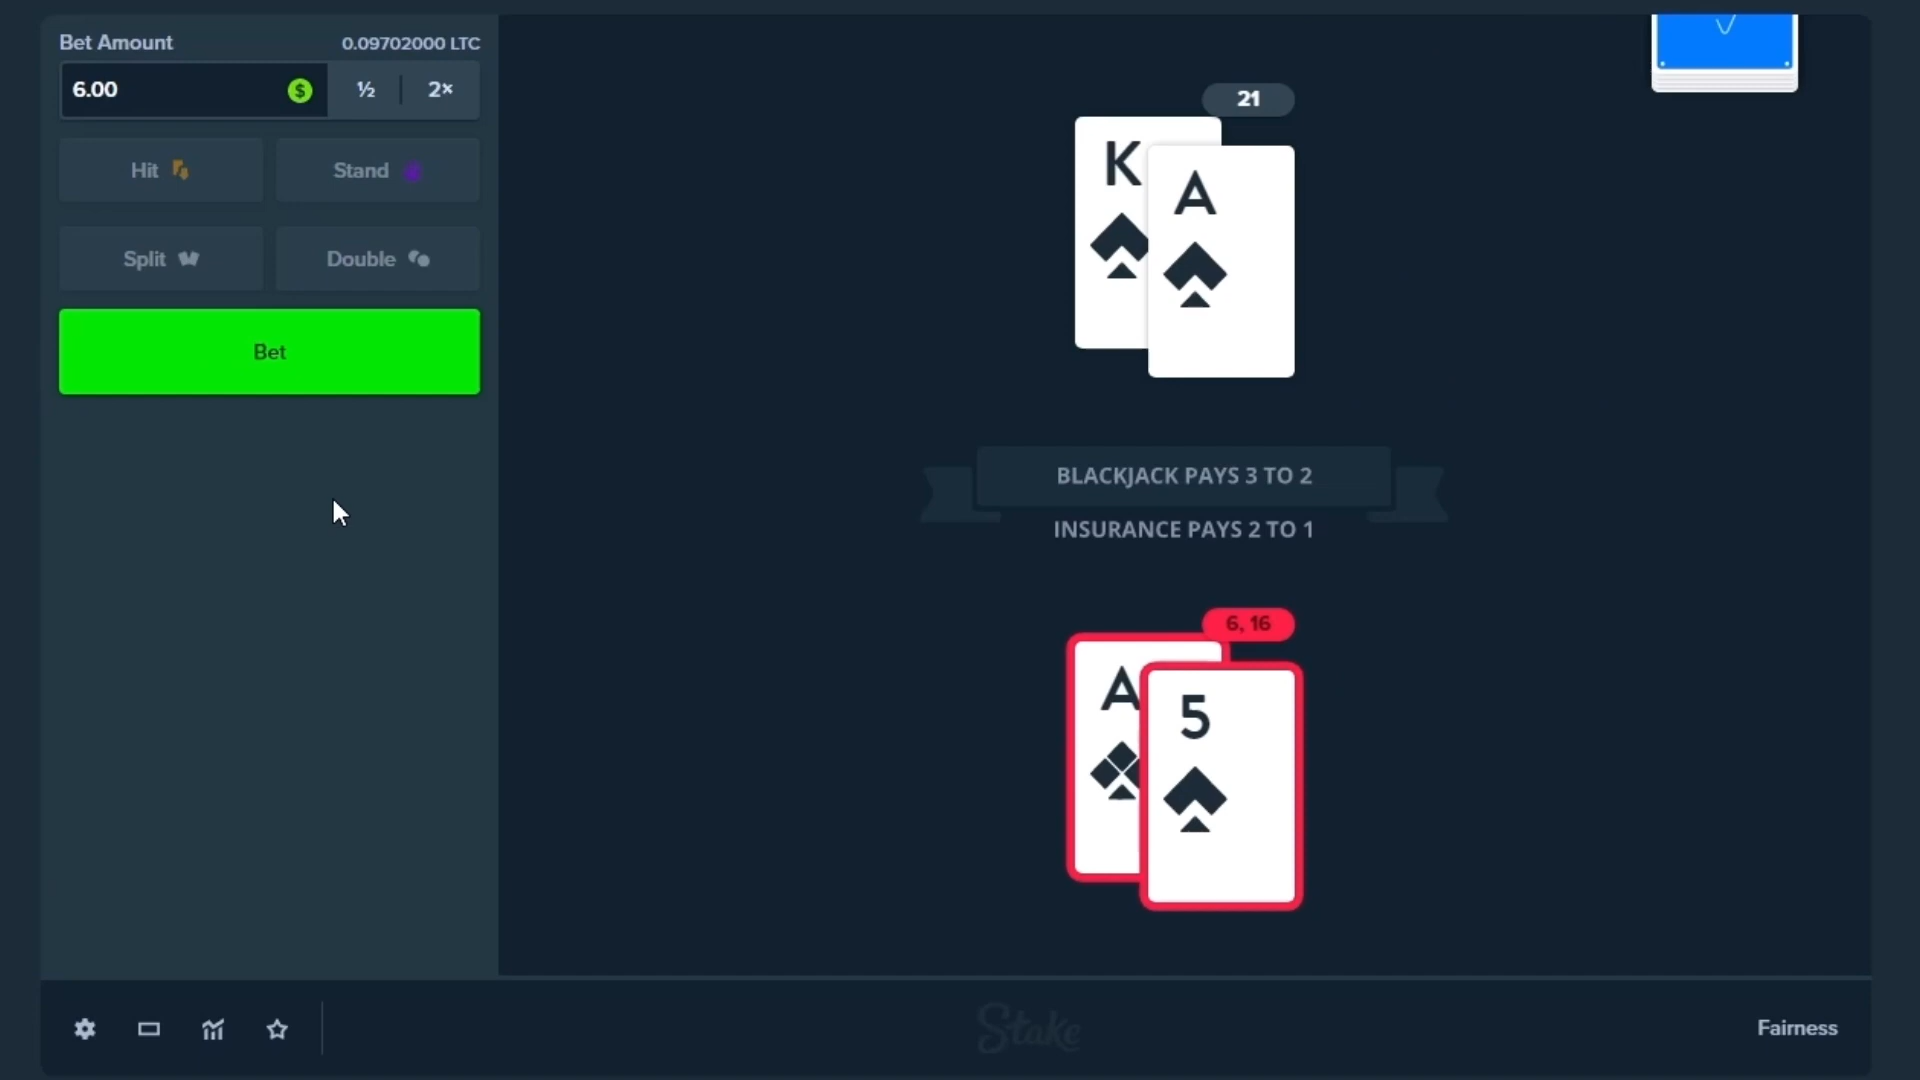 Bet Amount 0.09702000 LTC
6.00 $ ½ 2×
Hit Stand
Split Double
Bet
21
K
A
BLACKJACK PAYS 3 TO 2
INSURANCE PAYS 2 TO 1
6, 16
A
5
Stake
Fairness